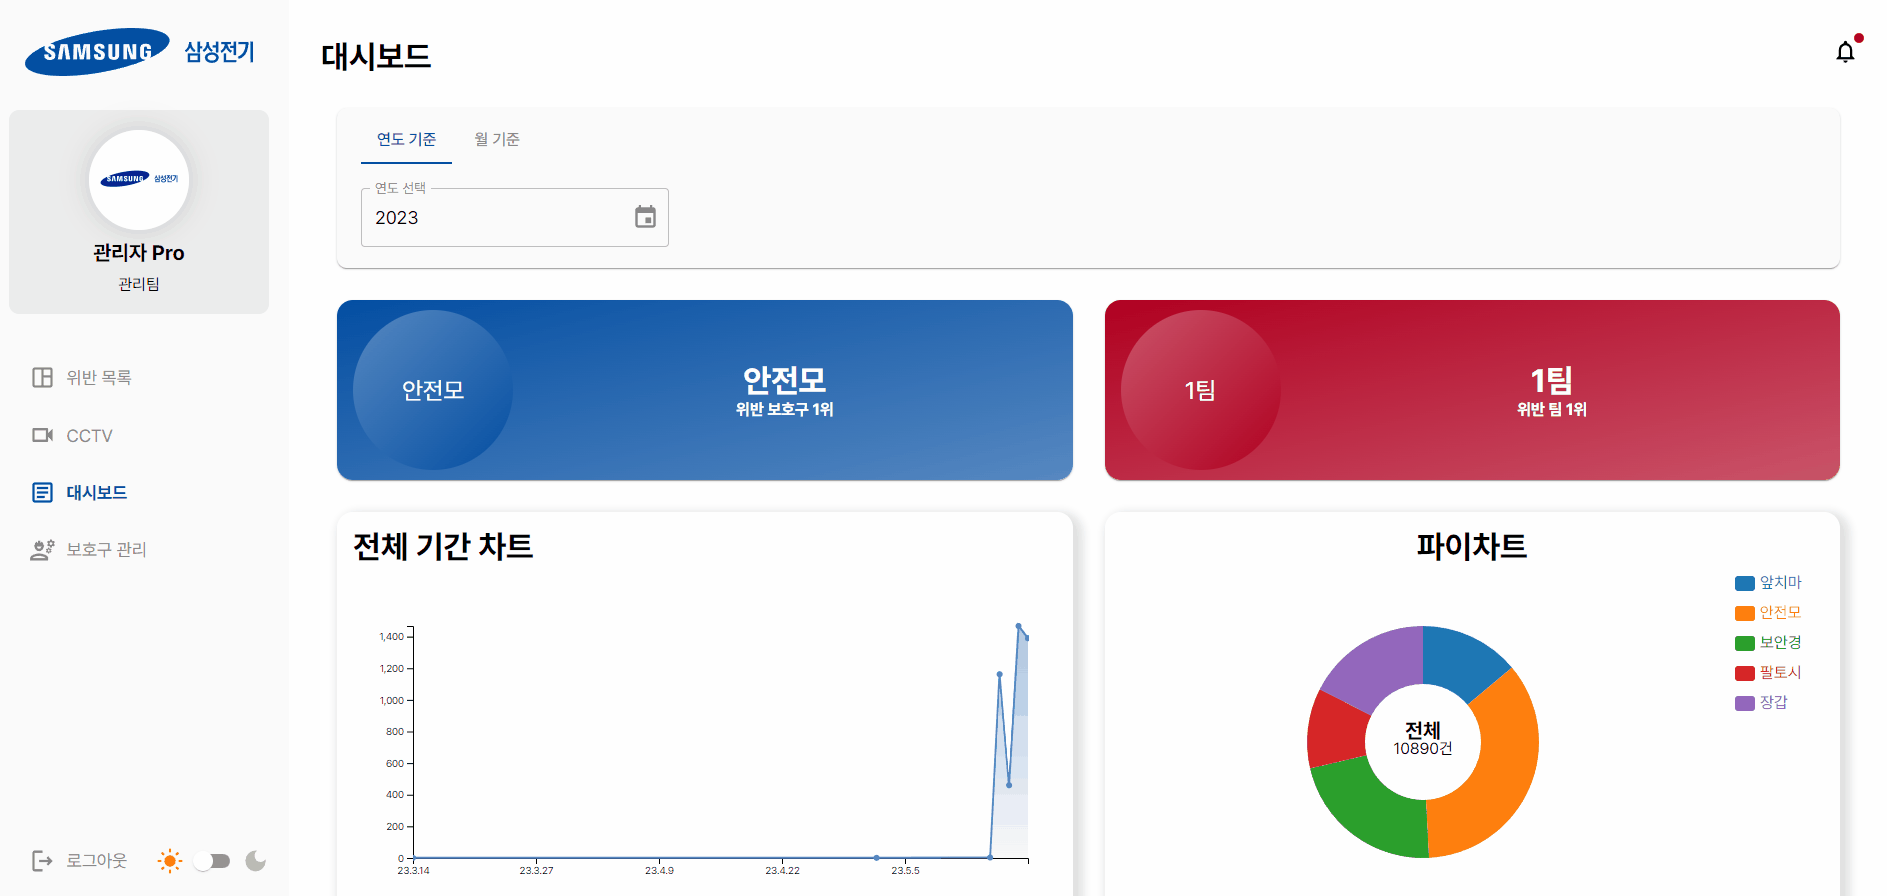 SAMSUNG 삼성전기
SAMSUNG 삼성전기
관리자 Pro
관리팀
위반 목록
CCTV
대시보드
보호구 관리
로그아웃
대시보드
연도 기준 월 기준
연도 선택
2023
안전모
안전모
위반 보호구 1위
1팀
1팀
위반 팀 1위
전체 기간 차트
1,400
1,200
1,000
800
600
400
200
0
23.3.14 23.3.27 23.4.9 23.4.22 23.5.5
파이차트
앞치마
안전모
보안경
팔토시
장갑
전체
10890건